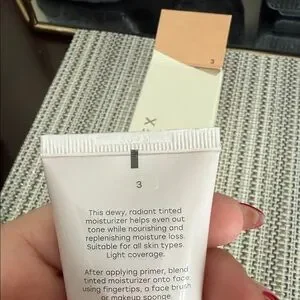 3
X
3
This dewy, radiant tinted
moisturizer helps even out
tone while nourishing and
replenishing moisture loss.
Suitable for all skin types.
Light coverage.
After applying primer, blend
tinted moisturizer onto face
using fingertips, a face brush
or makeup sponge.